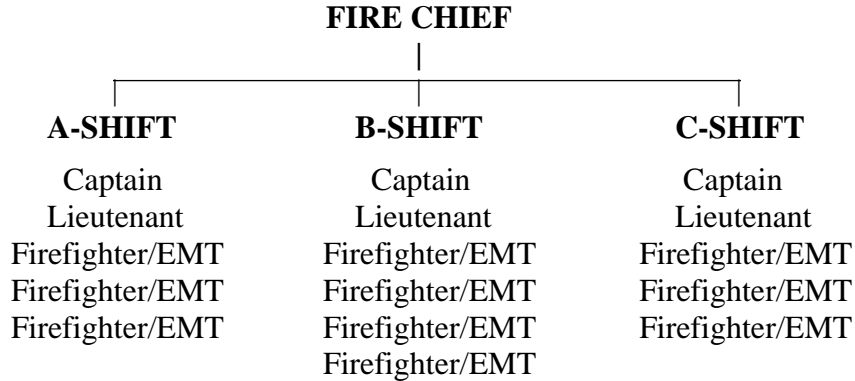 FIRE CHIEF
A-SHIFT
Captain
Lieutenant
Firefighter/EMT
Firefighter/EMT
Firefighter/EMT
B-SHIFT
Captain
Lieutenant
Firefighter/EMT
Firefighter/EMT
Firefighter/EMT
Firefighter/EMT
C-SHIFT
Captain
Lieutenant
Firefighter/EMT
Firefighter/EMT
Firefighter/EMT